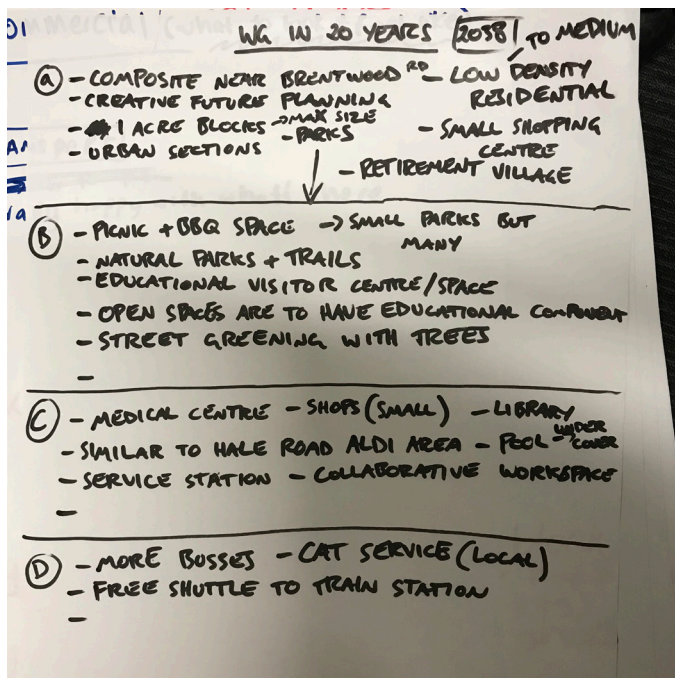 WG IN 20 YEARS 2038
A - COMPOSITE NEAR BRENTWOOD RD - LOW DENSITY → TO MEDIUM RESIDENTIAL
- CREATIVE FUTURE PLANNING
- 1 ACRE BLOCKS → MAX SIZE - SMALL SHOPPING CENTRE
- URBAN SECTIONS - PARKS
- RETIREMENT VILLAGE
B - PICNIC + BBQ SPACE → SMALL PARKS BUT MANY
- NATURAL PARKS + TRAILS
- EDUCATIONAL VISITOR CENTRE/SPACE
- OPEN SPACES ARE TO HAVE EDUCATIONAL COMPONENT
- STREET GREENING WITH TREES
-
C - MEDICAL CENTRE - SHOPS (SMALL) - LIBRARY
- SIMILAR TO HALE ROAD ALDI AREA - POOL - UNDER COVER
- SERVICE STATION - COLLABORATIVE WORKSPACE
-
D - MORE BUSSES - CAT SERVICE (LOCAL)
- FREE SHUTTLE TO TRAIN STATION
-